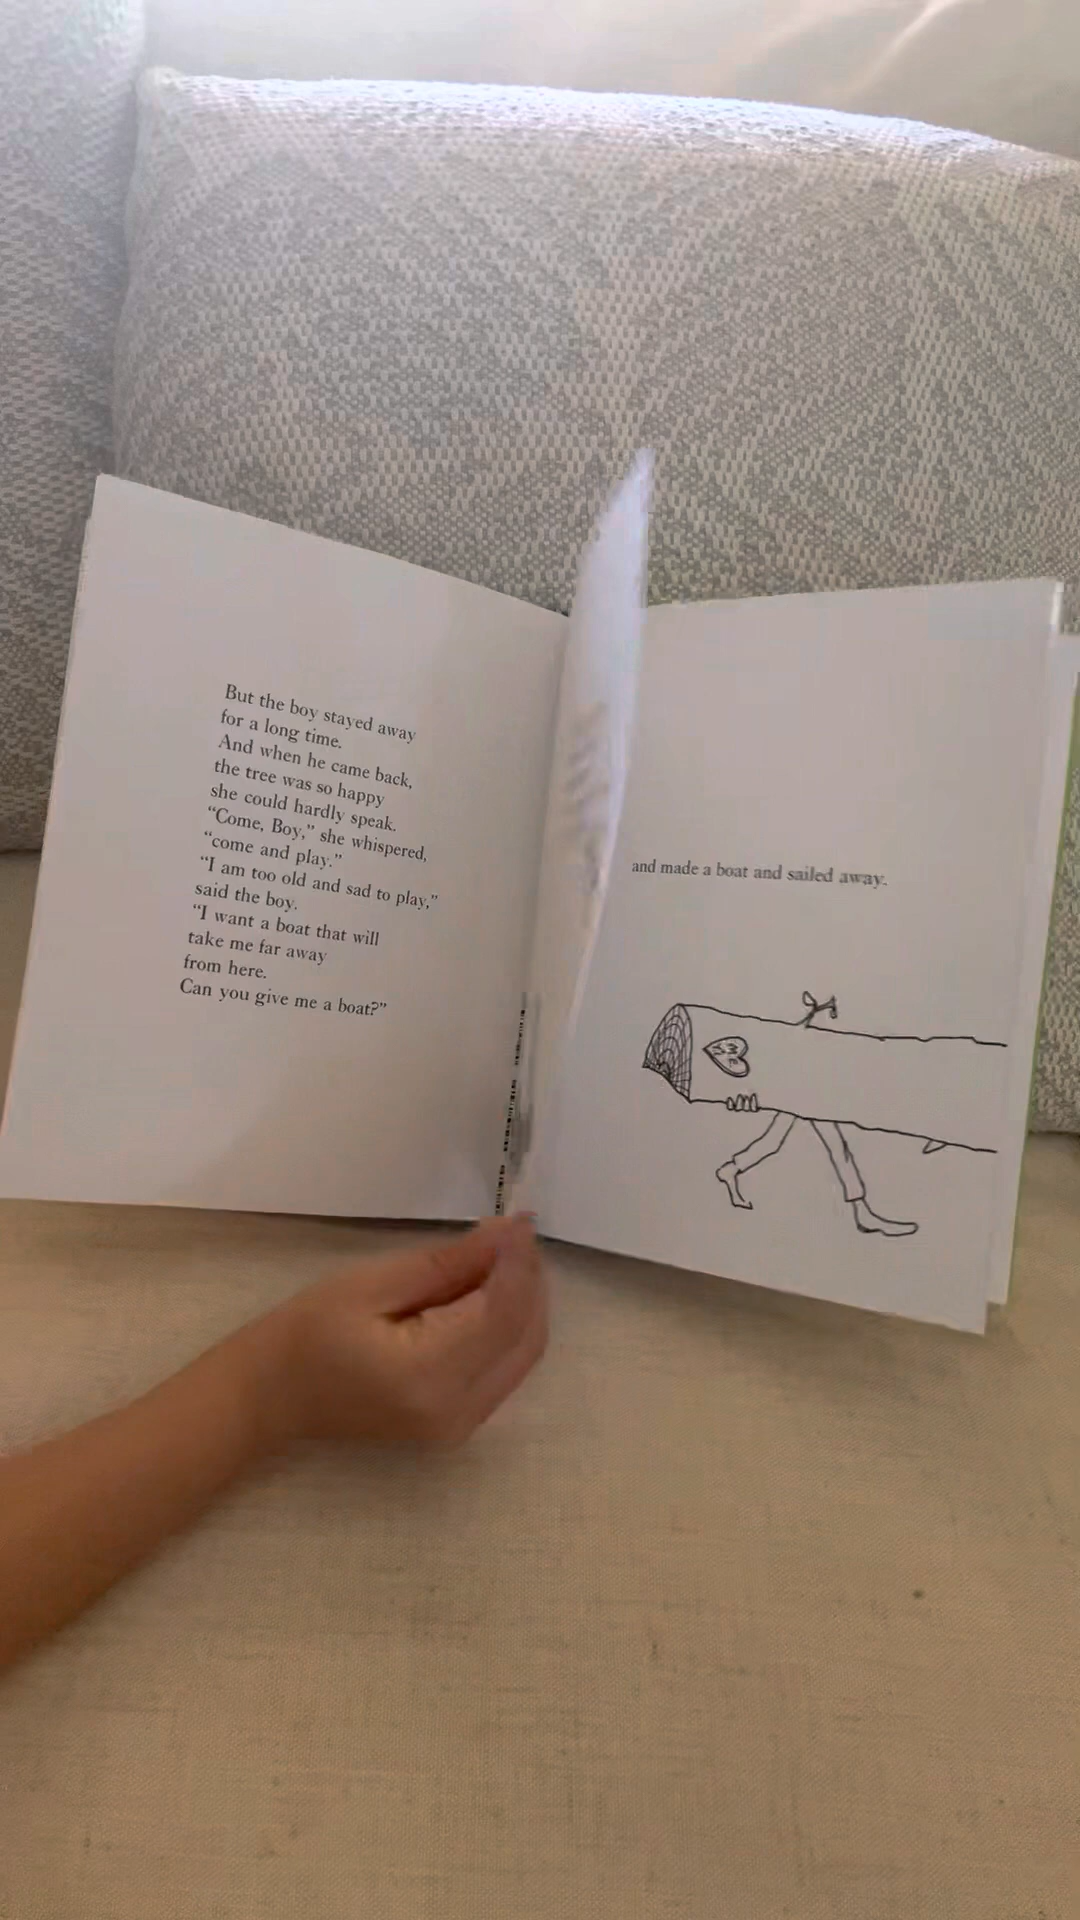 But the boy stayed away
for a long time.
And when he came back,
the tree was so happy
she could hardly speak.
“Come, Boy,” she whispered,
“come and play.”
“I am too old and sad to play,”
said the boy.
“I want a boat that will
take me far away
from here.
Can you give me a boat?”
and made a boat and sailed away.